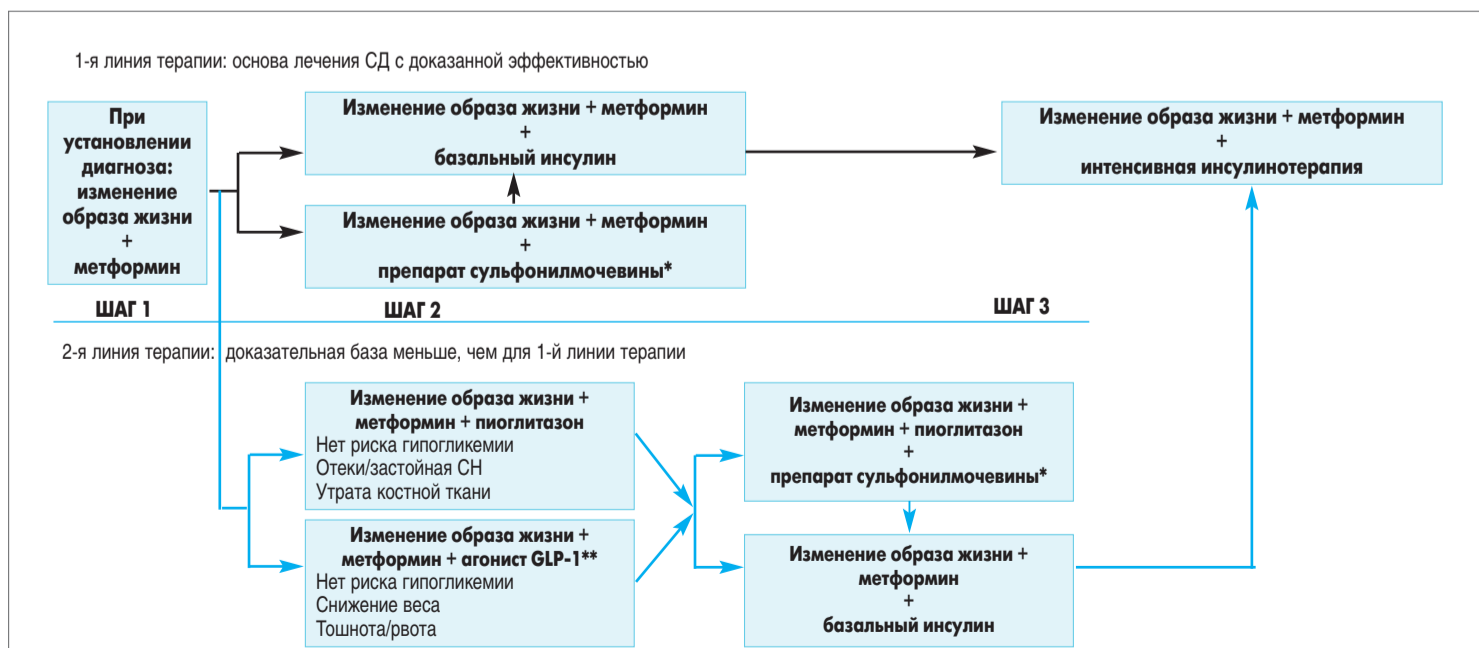 1-я линия терапии: основа лечения СД с доказанной эффективностью
При
установлении
диагноза:
изменение
образа жизни
+
метформин
Изменение образа жизни + метформин
+
базальный инсулин
Изменение образа жизни + метформин
+
препарат сульфонилмочевины*
Изменение образа жизни + метформин
+
интенсивная инсулинотерапия
ШАГ 1
ШАГ 2
ШАГ 3
2-я линия терапии: доказательная база меньше, чем для 1-й линии терапии
Изменение образа жизни +
метформин + пиоглитазон
Нет риска гипогликемии
Отеки/застойная СН
Утрата костной ткани
Изменение образа жизни +
метформин + агонист GLP-1**
Нет риска гипогликемии
Снижение веса
Тошнота/рвота
Изменение образа жизни +
метформин + пиоглитазон
+
препарат сульфонилмочевины*
Изменение образа жизни +
метформин
+
базальный инсулин